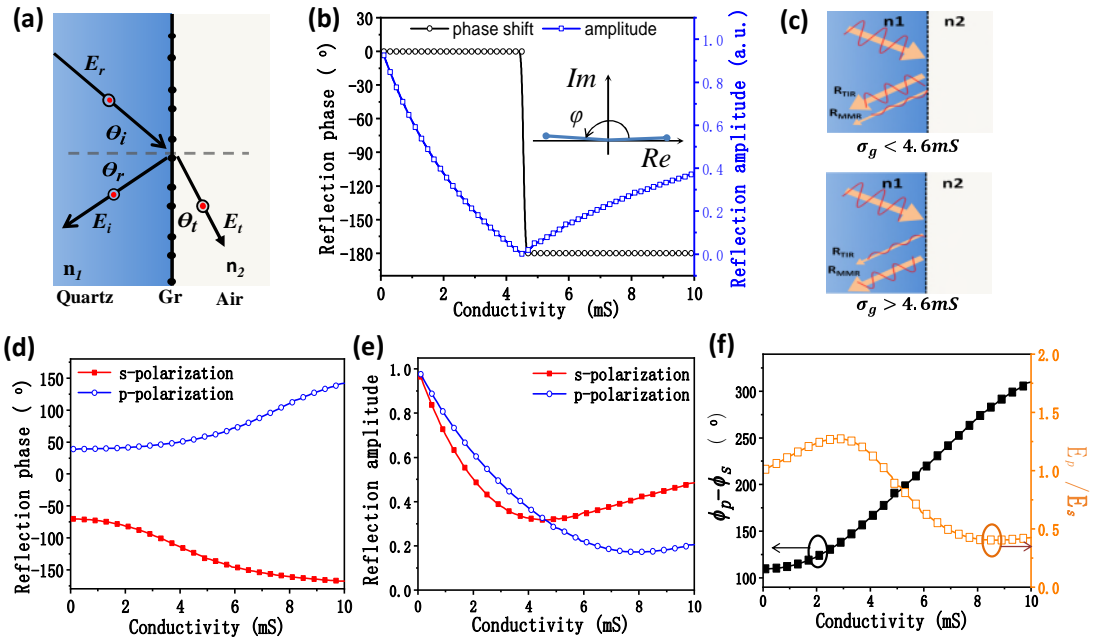 (a)
E_r
Θ_i
Θ_r
E_i
Θ_t
E_t
n_1
n_2
Quartz
Gr
Air
(b)
phase shift
amplitude
Reflection phase ( °)
0
-30
-60
-90
-120
-150
-180
Im
φ
Re
0
2
4
6
8
10
Conductivity (mS)
1.0
0.8
0.6
0.4
0.2
0.0
Reflection amplitude (a.u.)
(c)
n1
n2
R_TIR
R_MMR
σ_g < 4.6mS
n1
n2
R_TIR
R_MMR
σ_g > 4.6mS
(d)
s-polarization
p-polarization
Reflection phase ( °)
150
100
50
0
-50
-100
-150
0
2
4
6
8
10
Conductivity (mS)
(e)
s-polarization
p-polarization
Reflection amplitude
1.0
0.8
0.6
0.4
0.2
0.0
0
2
4
6
8
10
Conductivity (mS)
(f)
ϕ_p-ϕ_s ( °)
300
250
200
150
100
0
2
4
6
8
10
Conductivity (mS)
2.0
1.5
1.0
0.5
0.0
E_p/E_s